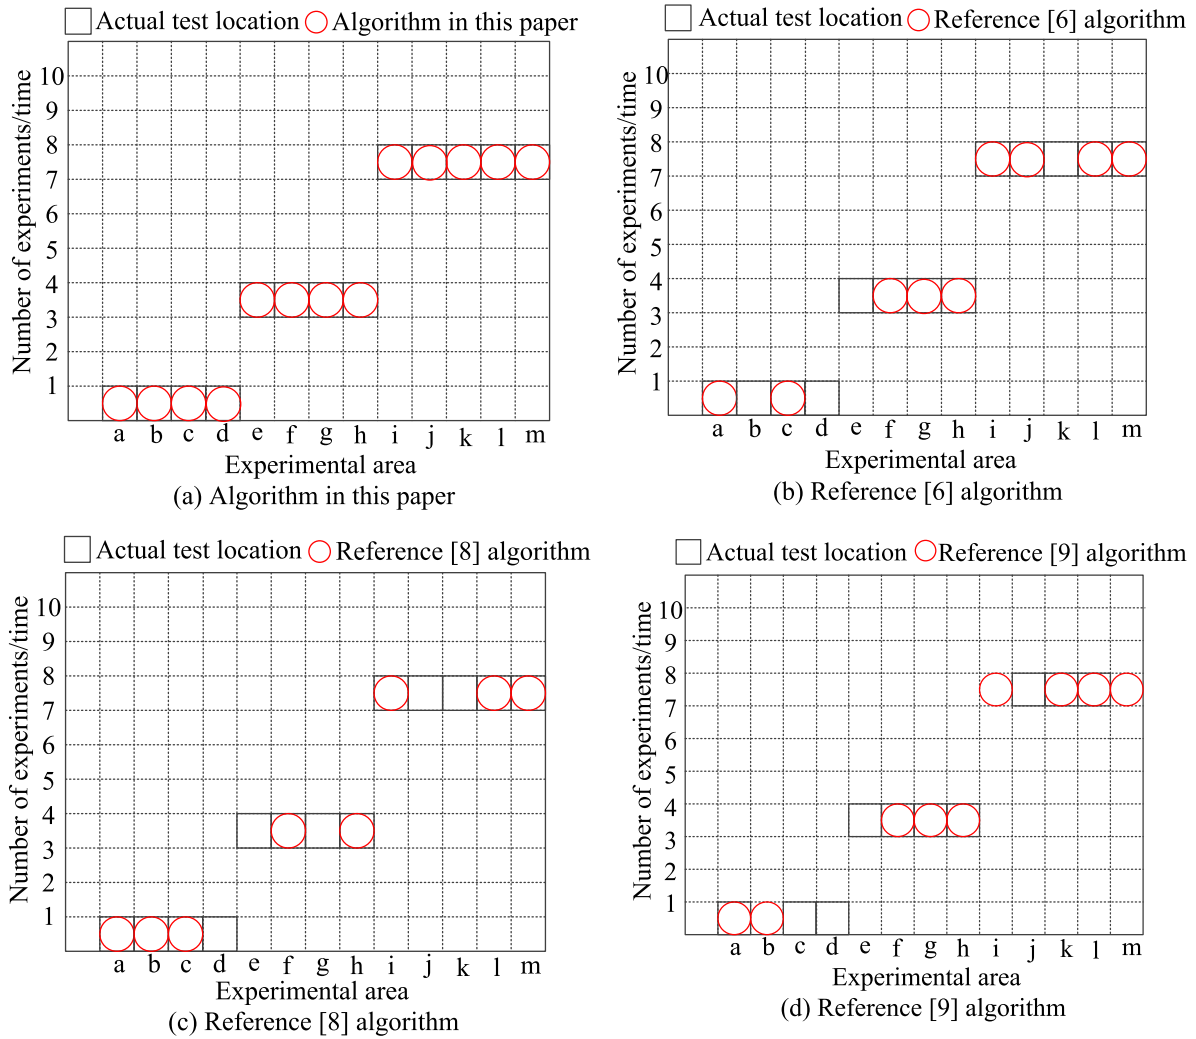 Actual test location Algorithm in this paper
Number of experiments/time
10
9
8
7
6
5
4
3
2
1
a b c d e f g h i j k l m
Experimental area
(a) Algorithm in this paper
Actual test location Reference [6] algorithm
Number of experiments/time
10
9
8
7
6
5
4
3
2
1
a b c d e f g h i j k l m
Experimental area
(b) Reference [6] algorithm
Actual test location Reference [8] algorithm
Number of experiments/time
10
9
8
7
6
5
4
3
2
1
a b c d e f g h i j k l m
Experimental area
(c) Reference [8] algorithm
Actual test location Reference [9] algorithm
Number of experiments/time
10
9
8
7
6
5
4
3
2
1
a b c d e f g h i j k l m
Experimental area
(d) Reference [9] algorithm